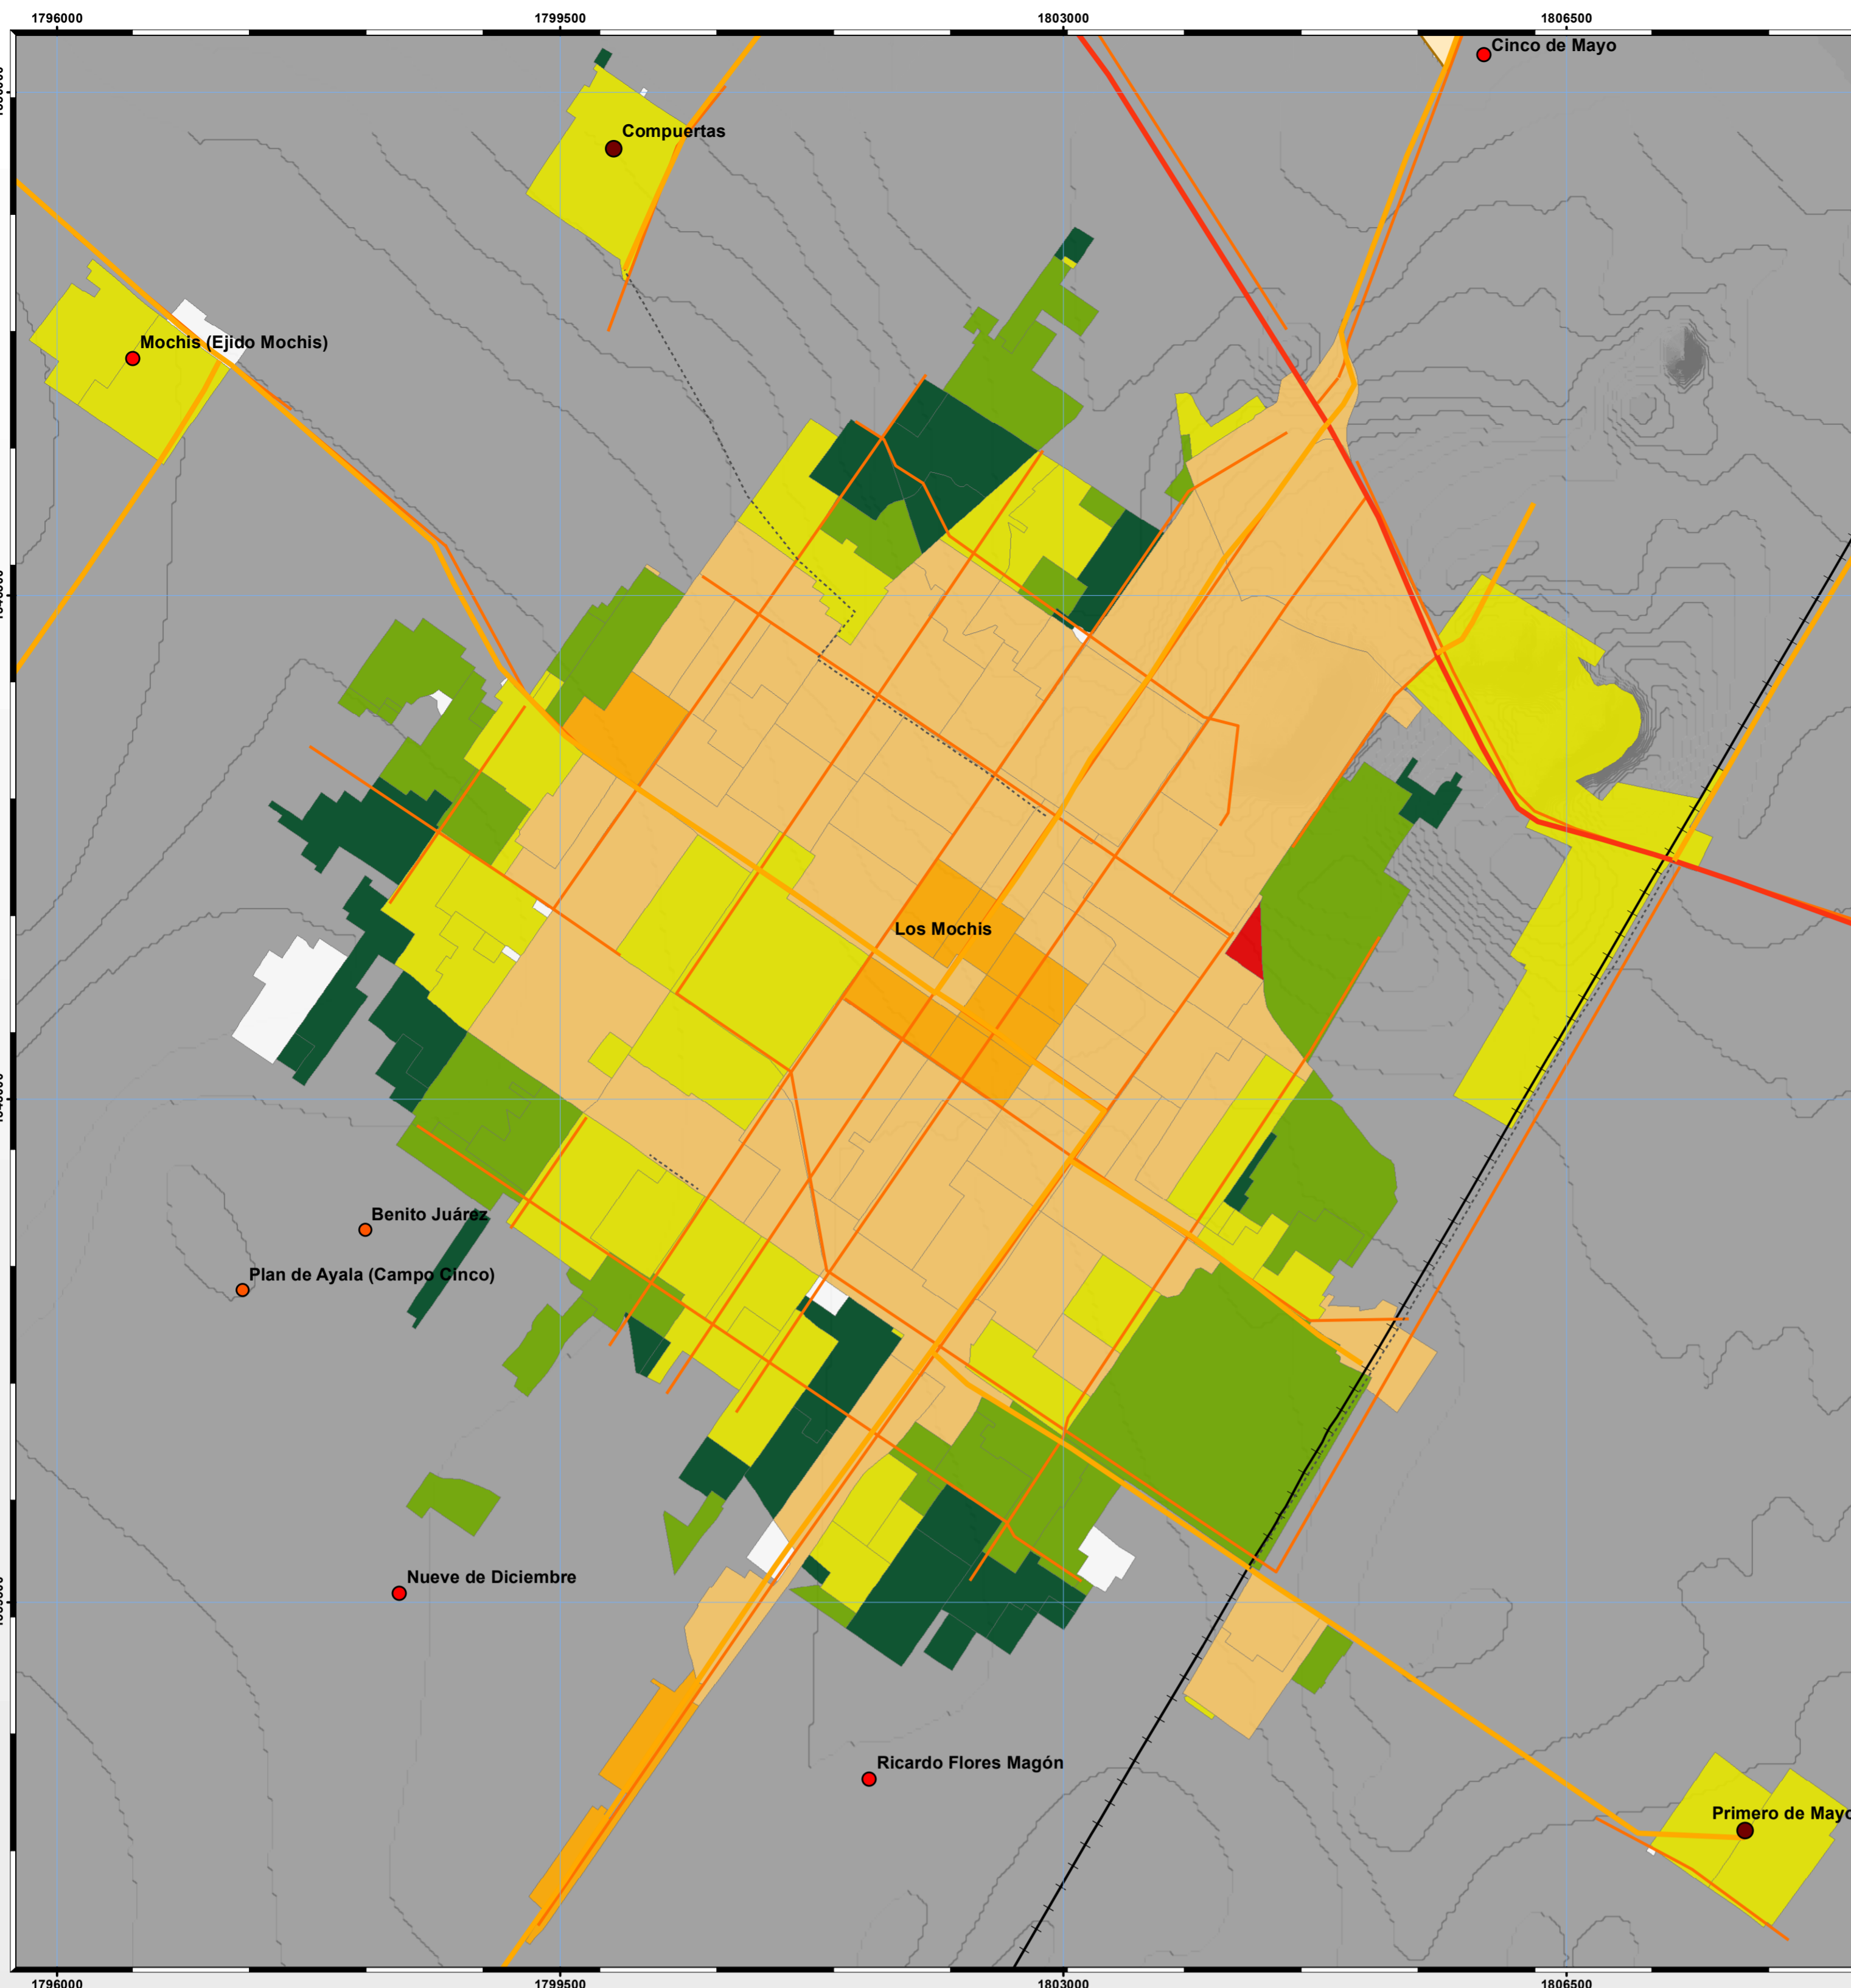 1796000 1799500 1803000 1806500
Cinco de Mayo
Compuertas
Mochis (Ejido Mochis)
Los Mochis
Benito Juárez
Plan de Ayala (Campo Cinco)
Nueve de Diciembre
Ricardo Flores Magón
Primero de Mayo
1796000 1799500 1803000 1806500